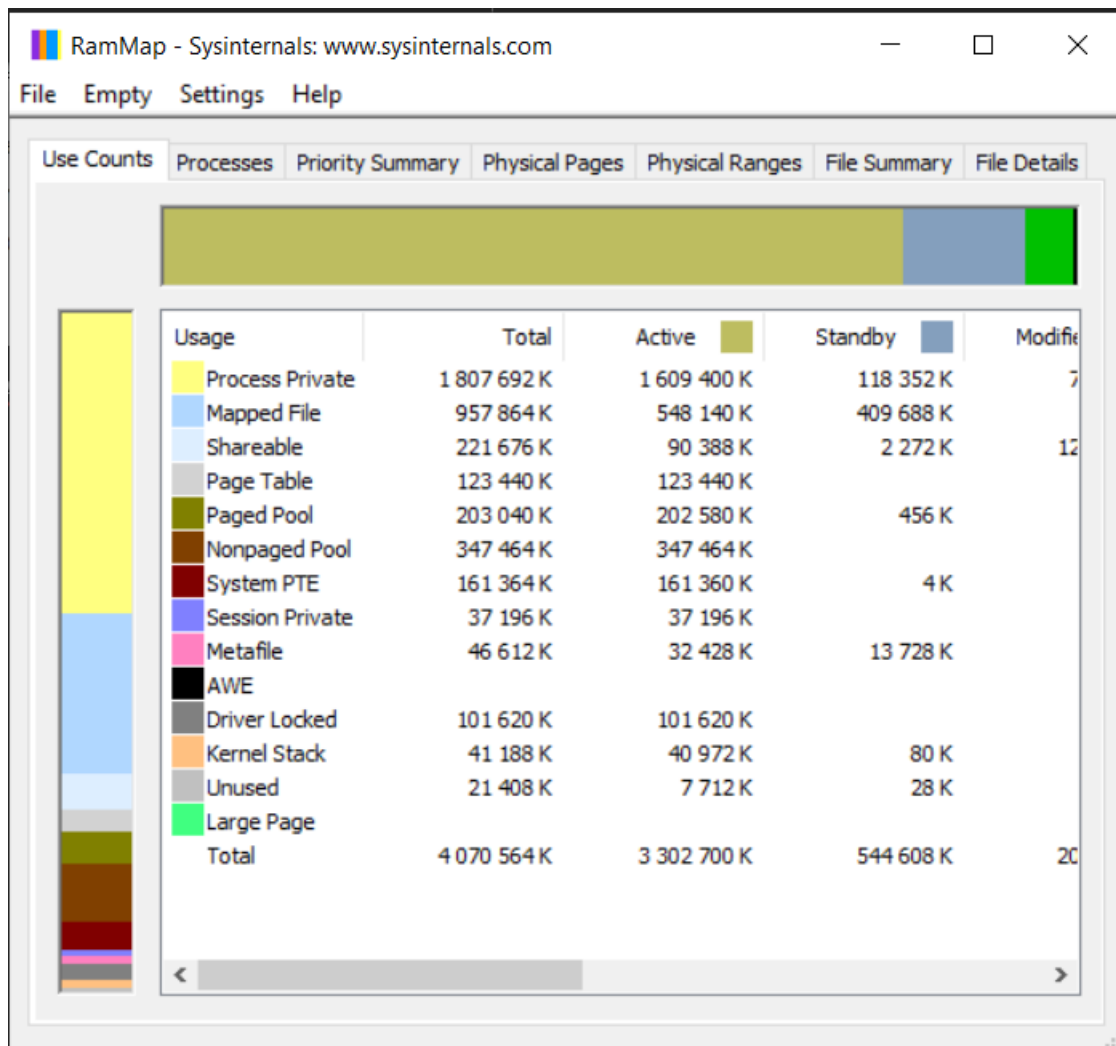 RamMap - Sysinternals: www.sysinternals.com
File Empty Settings Help
Use Counts Processes Priority Summary Physical Pages Physical Ranges File Summary File Details
Usage Total Active Standby Modifie
Process Private 1 807 692 K 1 609 400 K 118 352 K 7
Mapped File 957 864 K 548 140 K 409 688 K
Shareable 221 676 K 90 388 K 2 272 K 12
Page Table 123 440 K 123 440 K
Paged Pool 203 040 K 202 580 K 456 K
Nonpaged Pool 347 464 K 347 464 K
System PTE 161 364 K 161 360 K 4 K
Session Private 37 196 K 37 196 K
Metafile 46 612 K 32 428 K 13 728 K
AWE
Driver Locked 101 620 K 101 620 K
Kernel Stack 41 188 K 40 972 K 80 K
Unused 21 408 K 7 712 K 28 K
Large Page
Total 4 070 564 K 3 302 700 K 544 608 K 20